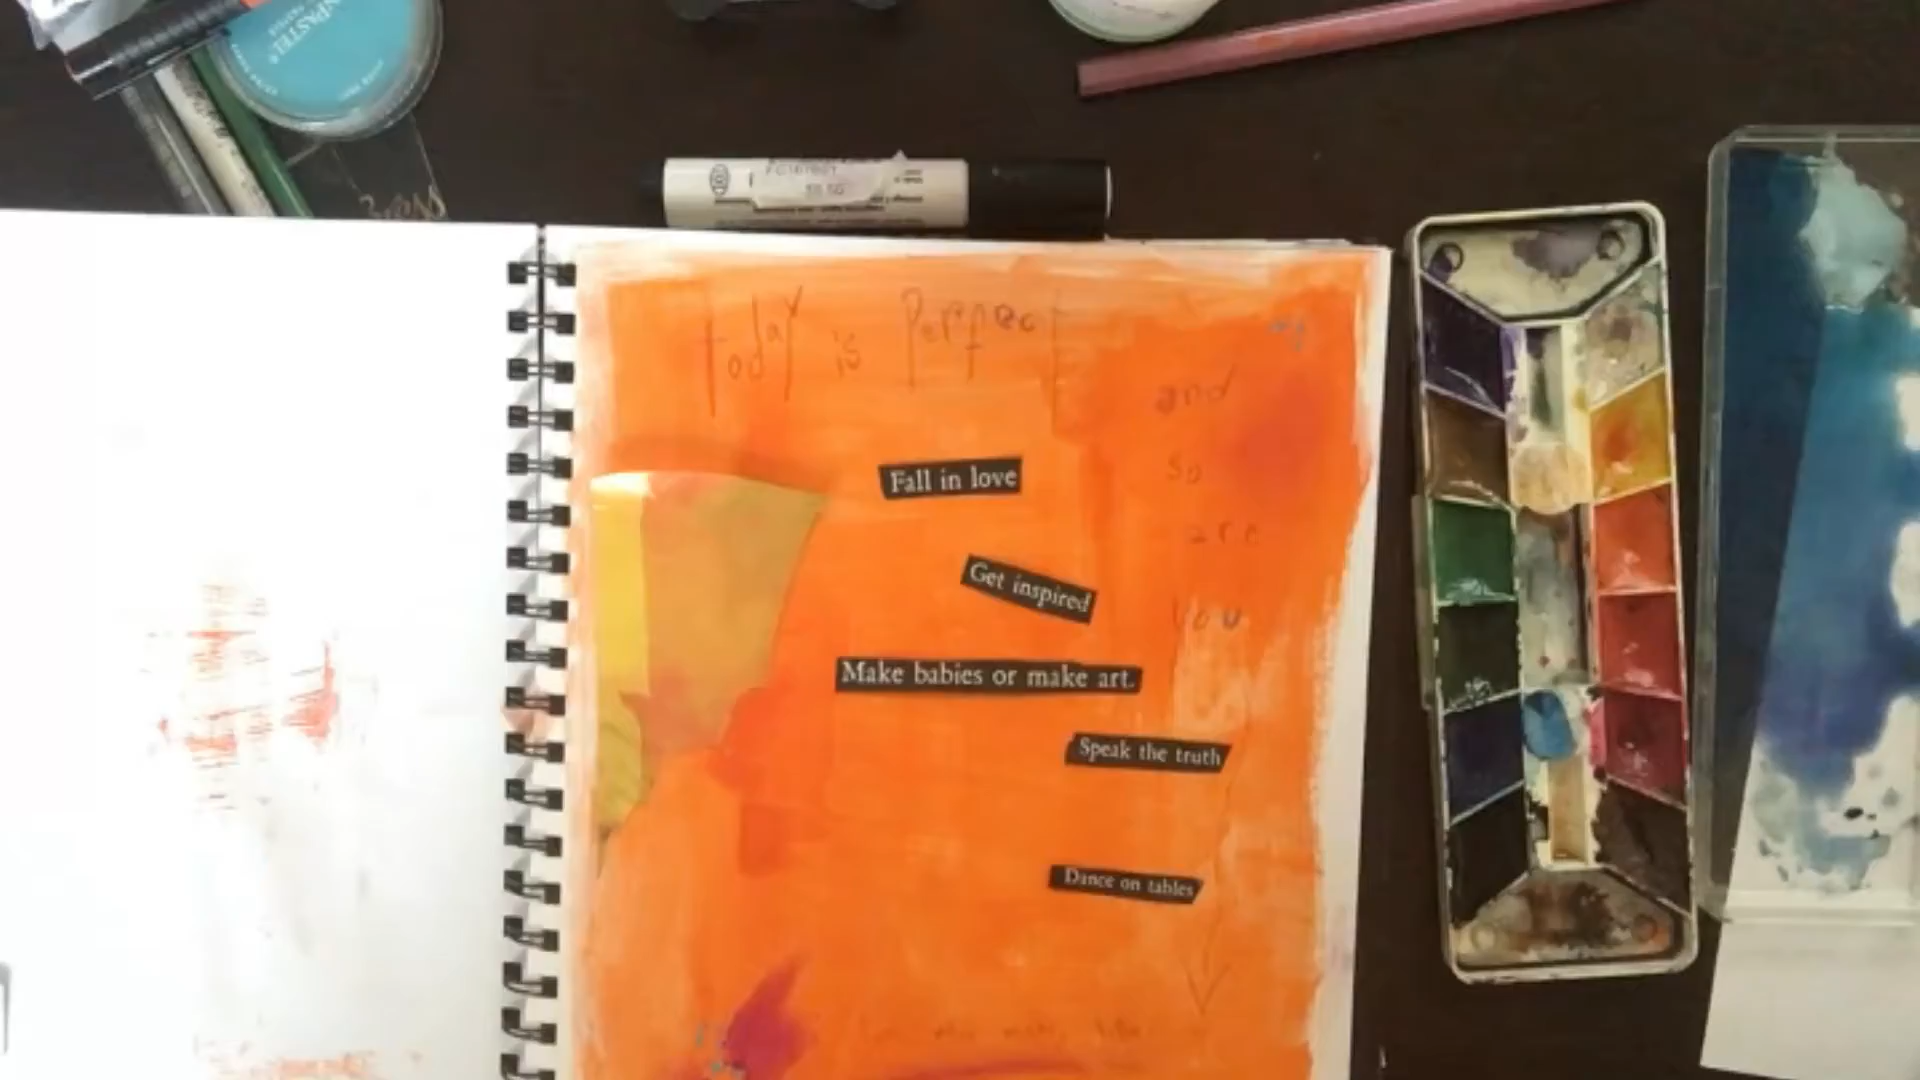 PANPASTEL
today is Perfect
and
so
are
you
Fall in love
Get inspired
Make babies or make art.
Speak the truth
Dance on tables